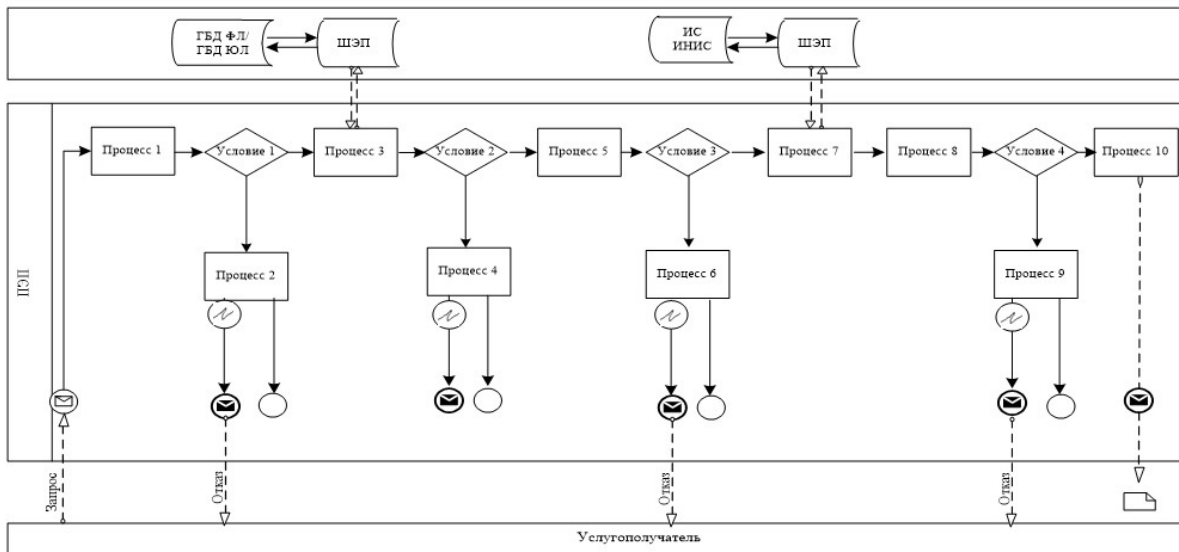 ГБД ФЛ/
ГБД ЮЛ
ШЭП
ИС
ИНИС
ШЭП
Процесс 1
Условие 1
Процесс 3
Условие 2
Процесс 5
Условие 3
Процесс 7
Процесс 8
Условие 4
Процесс 10
Процесс 2
Процесс 4
Процесс 6
Процесс 9
Запрос
Отказ
Отказ
Отказ
Услугополучатель